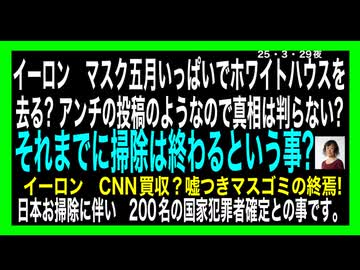 25・3・29夜
イーロン　マスク五月いっぱいでホワイトハウスを
去る? アンチの投稿のようなので真相は判らない?
それまでに掃除は終わるという事?
イーロン　CNN買収？嘘つきマスゴミの終焉!
日本お掃除に伴い　200名の国家犯罪者確定との事です。